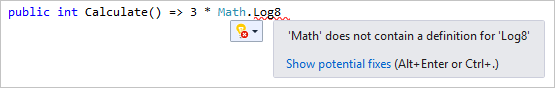 public int Calculate() => 3 * Math.Log8
'Math' does not contain a definition for 'Log8'
Show potential fixes (Alt+Enter or Ctrl+.)